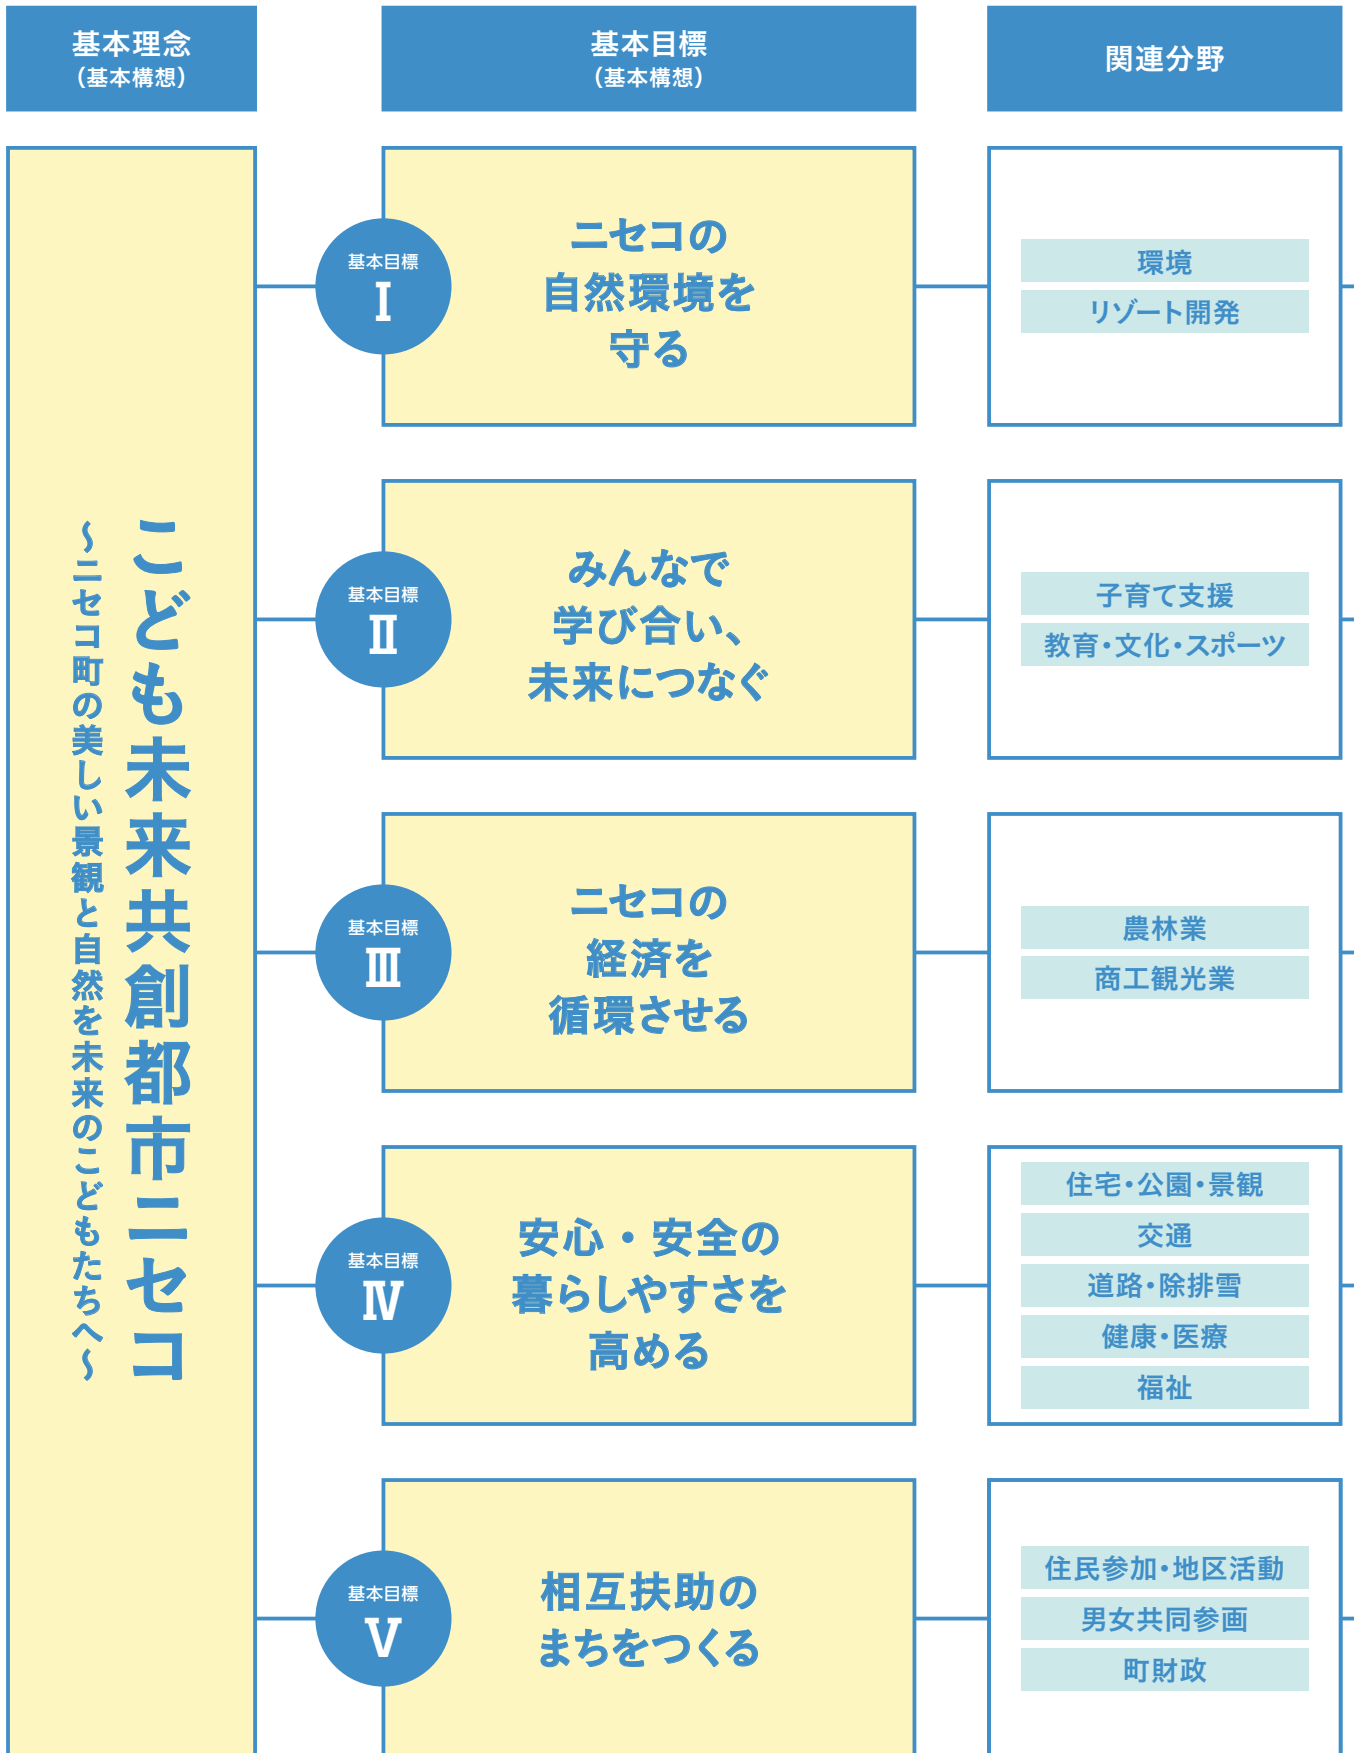 基本理念
（基本構想）
基本目標
（基本構想）
関連分野
こども未来共創都市ニセコ
～ニセコ町の美しい景観と自然を未来のこどもたちへ～
基本目標
Ⅰ
ニセコの
自然環境を
守る
環境
リゾート開発
基本目標
Ⅱ
みんなで
学び合い、
未来につなぐ
子育て支援
教育・文化・スポーツ
基本目標
Ⅲ
ニセコの
経済を
循環させる
農林業
商工観光業
基本目標
Ⅳ
安心・安全の
暮らしやすさを
高める
住宅・公園・景観
交通
道路・除排雪
健康・医療
福祉
基本目標
Ⅴ
相互扶助の
まちをつくる
住民参加・地区活動
男女共同参画
町財政